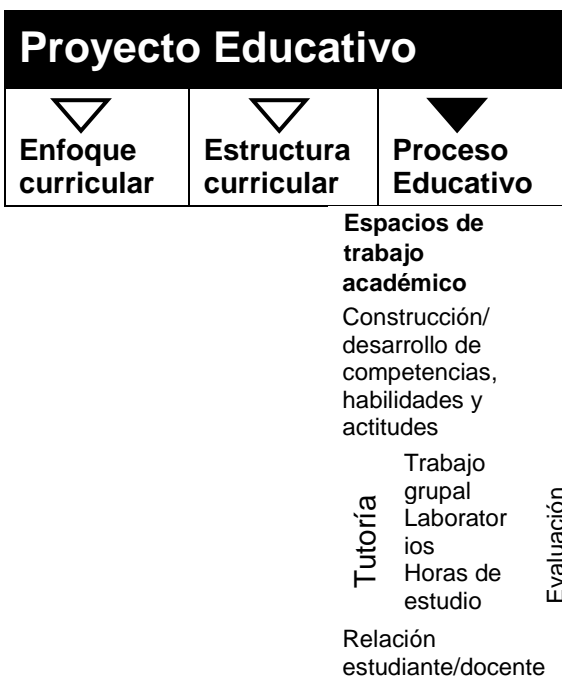 Proyecto Educativo
Enfoque
curricular
Estructura
curricular
Proceso
Educativo
Espacios de
trabajo
académico
Construcción/
desarrollo de
competencias,
habilidades y
actitudes
Tutoría
Trabajo
grupal
Laborator
ios
Horas de
estudio
Evaluación
Relación
estudiante/docente